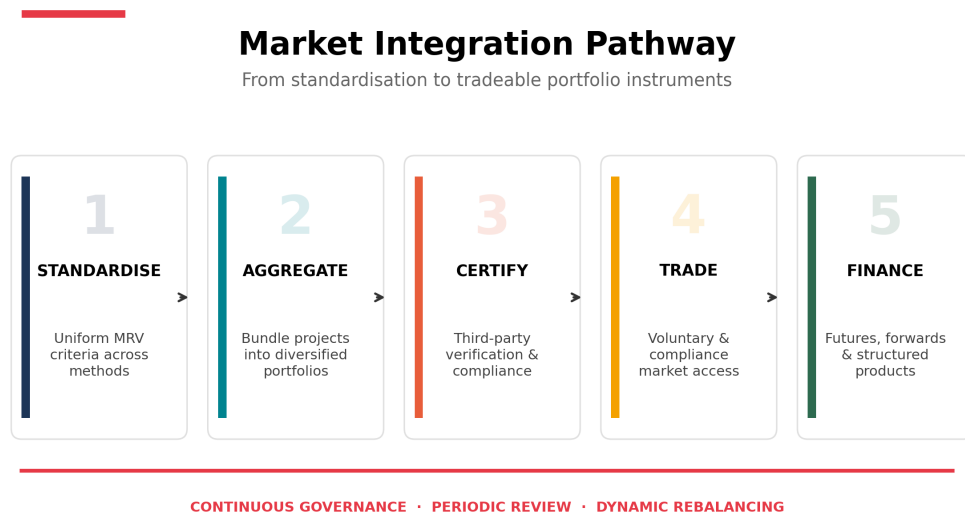 Market Integration Pathway
From standardisation to tradeable portfolio instruments
1
STANDARDISE
Uniform MRV
criteria across
methods
2
AGGREGATE
Bundle projects
into diversified
portfolios
3
CERTIFY
Third-party
verification &
compliance
4
TRADE
Voluntary &
compliance
market access
5
FINANCE
Futures, forwards
& structured
products
CONTINUOUS GOVERNANCE · PERIODIC REVIEW · DYNAMIC REBALANCING